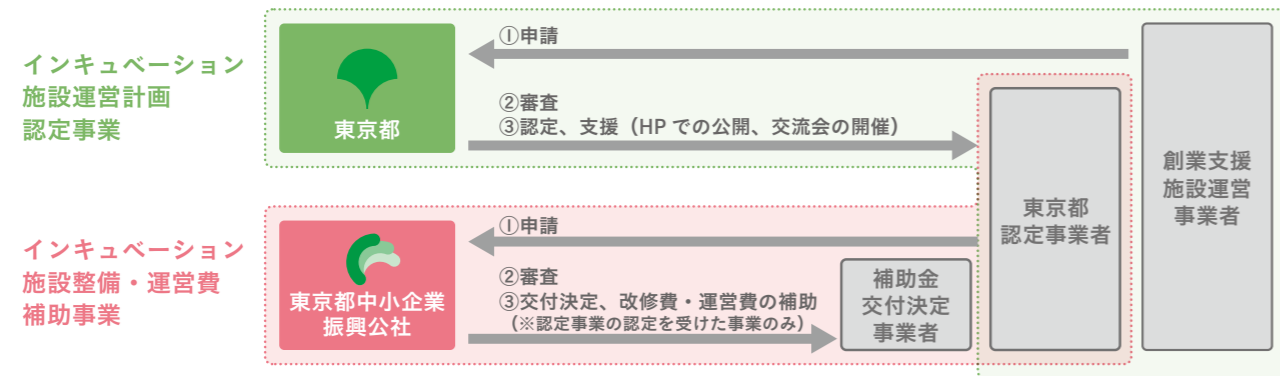 インキュベーション
施設運営計画
認定事業
東京都
①申請
②審査
③認定、支援（HP での公開、交流会の開催）
創業支援
施設運営
事業者
東京都
認定事業者
インキュベーション
施設整備・運営費
補助事業
東京都中小企業
振興公社
①申請
②審査
③交付決定、改修費・運営費の補助
（※認定事業の認定を受けた事業のみ）
補助金
交付決定
事業者